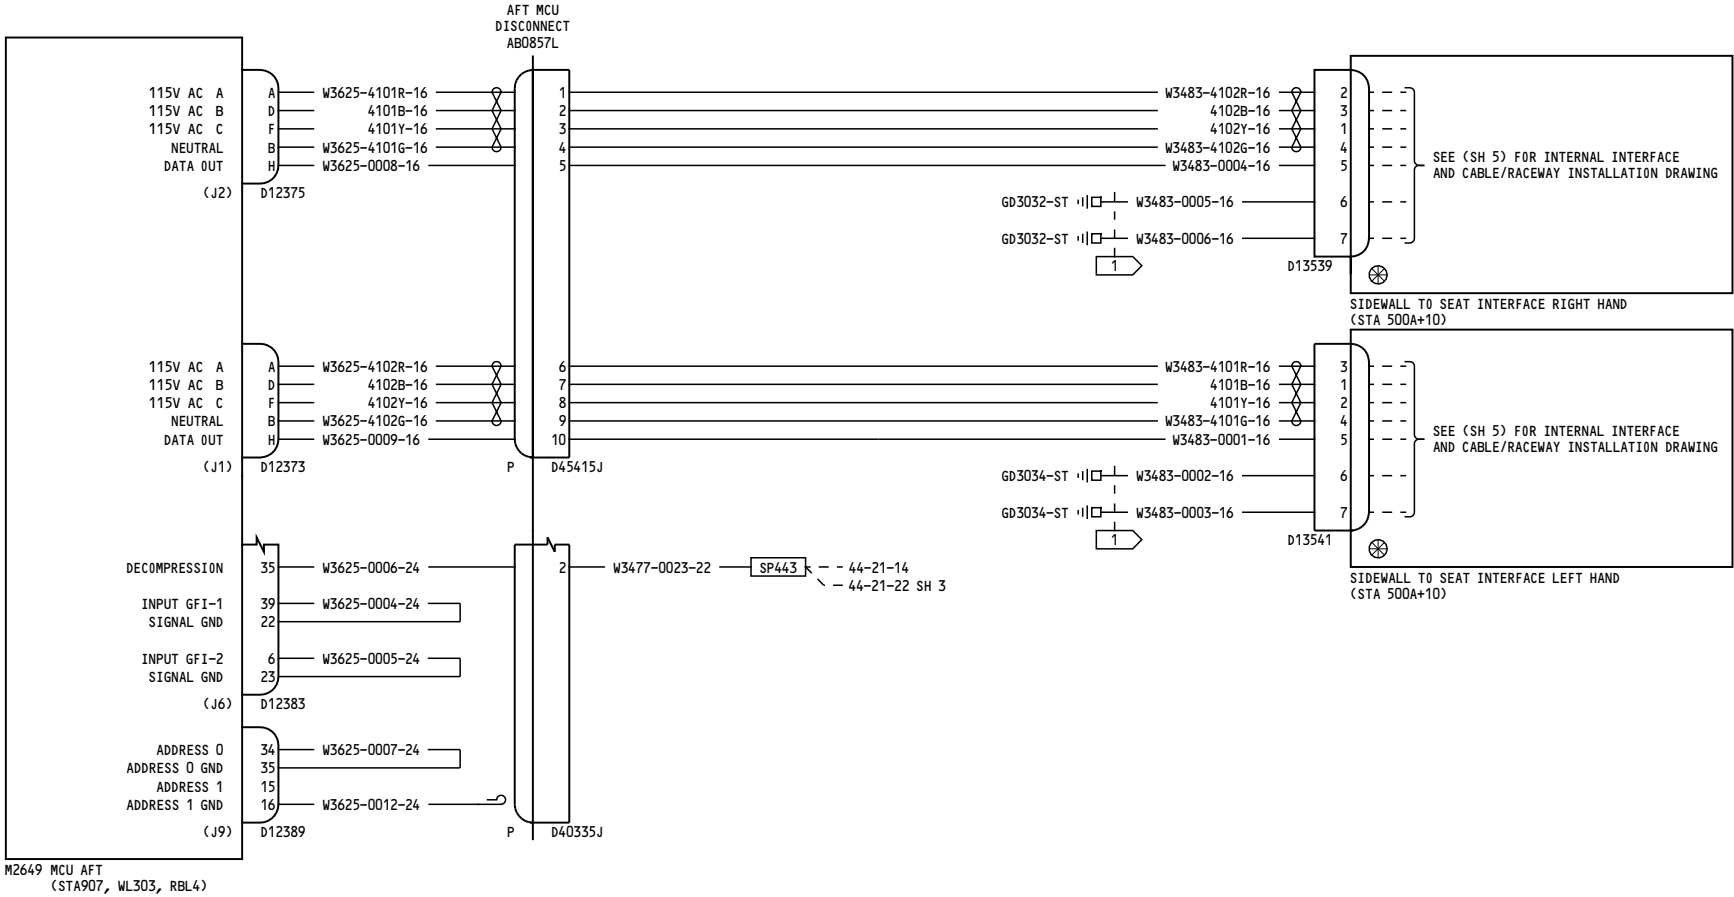 AFT MCU
DISCONNECT
AB0857L
115V AC A A W3625-4101R-16 1 W3483-4102R-16 2
115V AC B D 4101B-16 2 4102B-16 3
115V AC C F 4101Y-16 3 4102Y-16 1
NEUTRAL B W3625-4101G-16 4 W3483-4102G-16 4
DATA OUT H W3625-0008-16 5 W3483-0004-16 5
(J2) D12375
SEE (SH 5) FOR INTERNAL INTERFACE
AND CABLE/RACEWAY INSTALLATION DRAWING
GD3032-ST W3483-0005-16 6
GD3032-ST W3483-0006-16 7
1
D13539
SIDEWALL TO SEAT INTERFACE RIGHT HAND
(STA 500A+10)
115V AC A A W3625-4102R-16 6 W3483-4101R-16 3
115V AC B D 4102B-16 7 4101B-16 1
115V AC C F 4102Y-16 8 4101Y-16 2
NEUTRAL B W3625-4102G-16 9 W3483-4101G-16 4
DATA OUT H W3625-0009-16 10 W3483-0001-16 5
(J1) D12373 P D45415J
SEE (SH 5) FOR INTERNAL INTERFACE
AND CABLE/RACEWAY INSTALLATION DRAWING
GD3034-ST W3483-0002-16 6
GD3034-ST W3483-0003-16 7
1
D13541
SIDEWALL TO SEAT INTERFACE LEFT HAND
(STA 500A+10)
DECOMPRESSION 35 W3625-0006-24 2 W3477-0023-22 SP443 44-21-14
44-21-22 SH 3
INPUT GFI-1 39 W3625-0004-24
SIGNAL GND 22
INPUT GFI-2 6 W3625-0005-24
SIGNAL GND 23
(J6) D12383
ADDRESS 0 34 W3625-0007-24
ADDRESS 0 GND 35
ADDRESS 1 15
ADDRESS 1 GND 16 W3625-0012-24
(J9) D12389 P D40335J
M2649 MCU AFT
(STA907, WL303, RBL4)